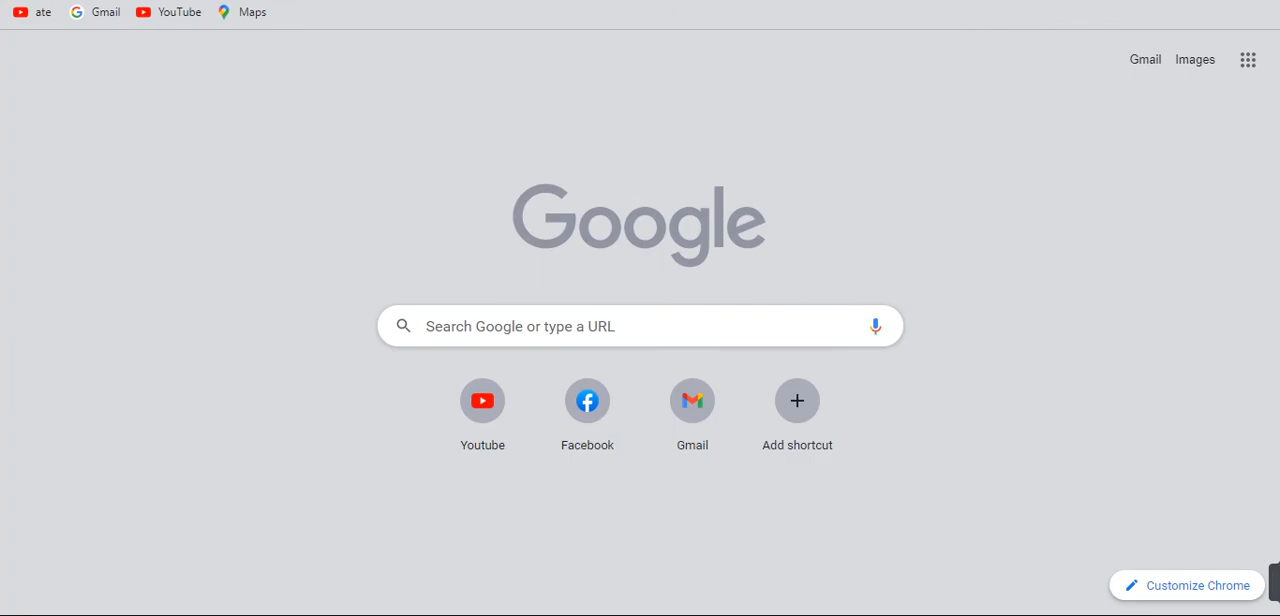 ate Gmail YouTube Maps
Gmail Images
Google
Search Google or type a URL
Youtube Facebook Gmail Add shortcut
Customize Chrome